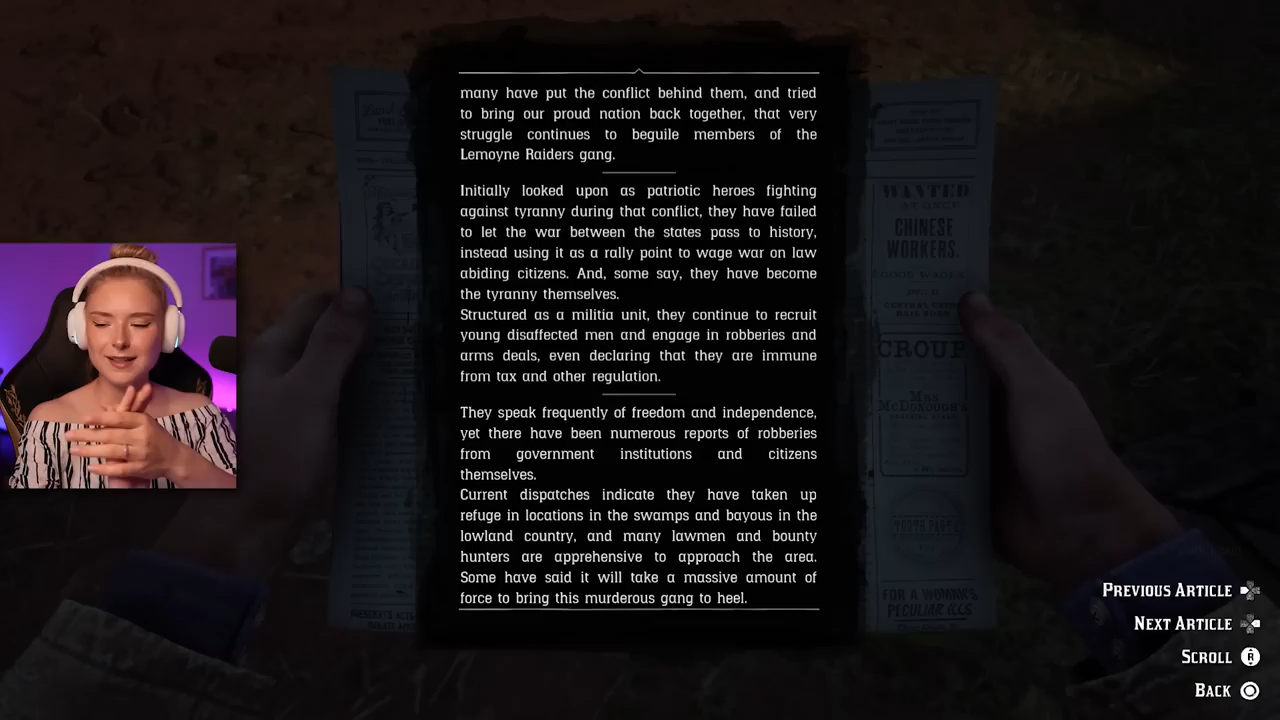 many have put the conflict behind them, and tried
to bring our proud nation back together, that very
struggle continues to beguile members of the
Lemoyne Raiders gang.
Initially looked upon as patriotic heroes fighting
against tyranny during that conflict, they have failed
to let the war between the states pass to history,
instead using it as a rally point to wage war on law
abiding citizens. And, some say, they have become
the tyranny themselves.
Structured as a militia unit, they continue to recruit
young disaffected men and engage in robberies and
arms deals, even declaring that they are immune
from tax and other regulation.
They speak frequently of freedom and independence,
yet there have been numerous reports of robberies
from government institutions and citizens
themselves.
Current dispatches indicate they have taken up
refuge in locations in the swamps and bayous in the
lowland country, and many lawmen and bounty
hunters are apprehensive to approach the area.
Some have said it will take a massive amount of
force to bring this murderous gang to heel.
WANTED
AT ONCE
CHINESE
WORKERS.
GOOD WAGES
CROUP
TOOTH PASTE
FOR A WOMAN'S
PECULIAR ILLS
PREVIOUS ARTICLE
NEXT ARTICLE
SCROLL R
BACK